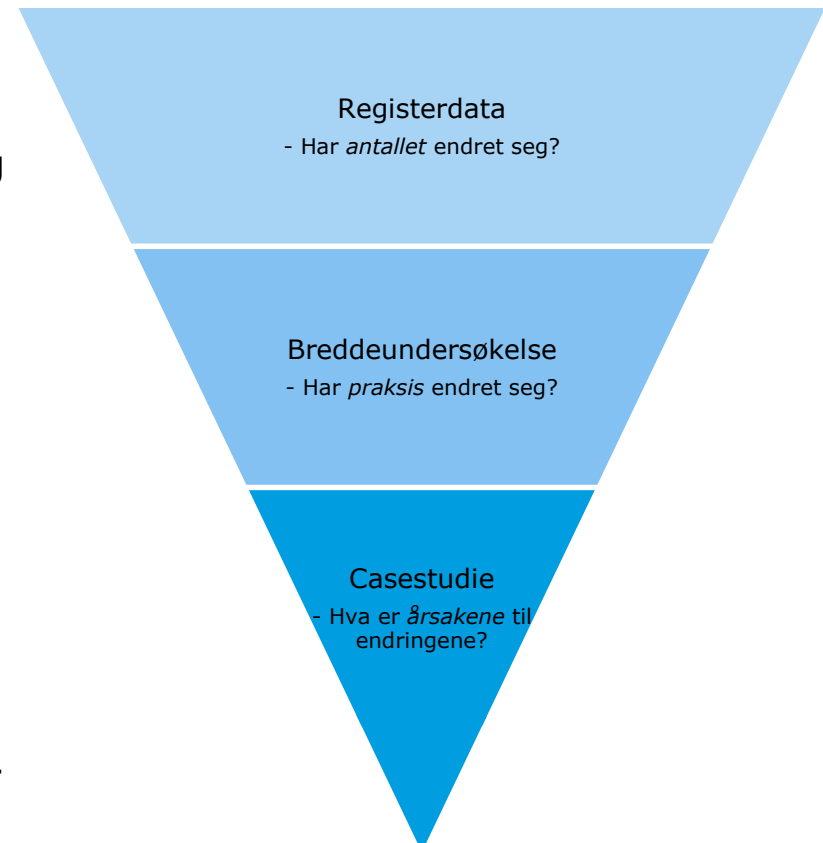 Registerdata
- Har antallet endret seg?
Breddeundersøkelse
- Har praksis endret seg?
Casestudie
- Hva er årsakene til
endringene?